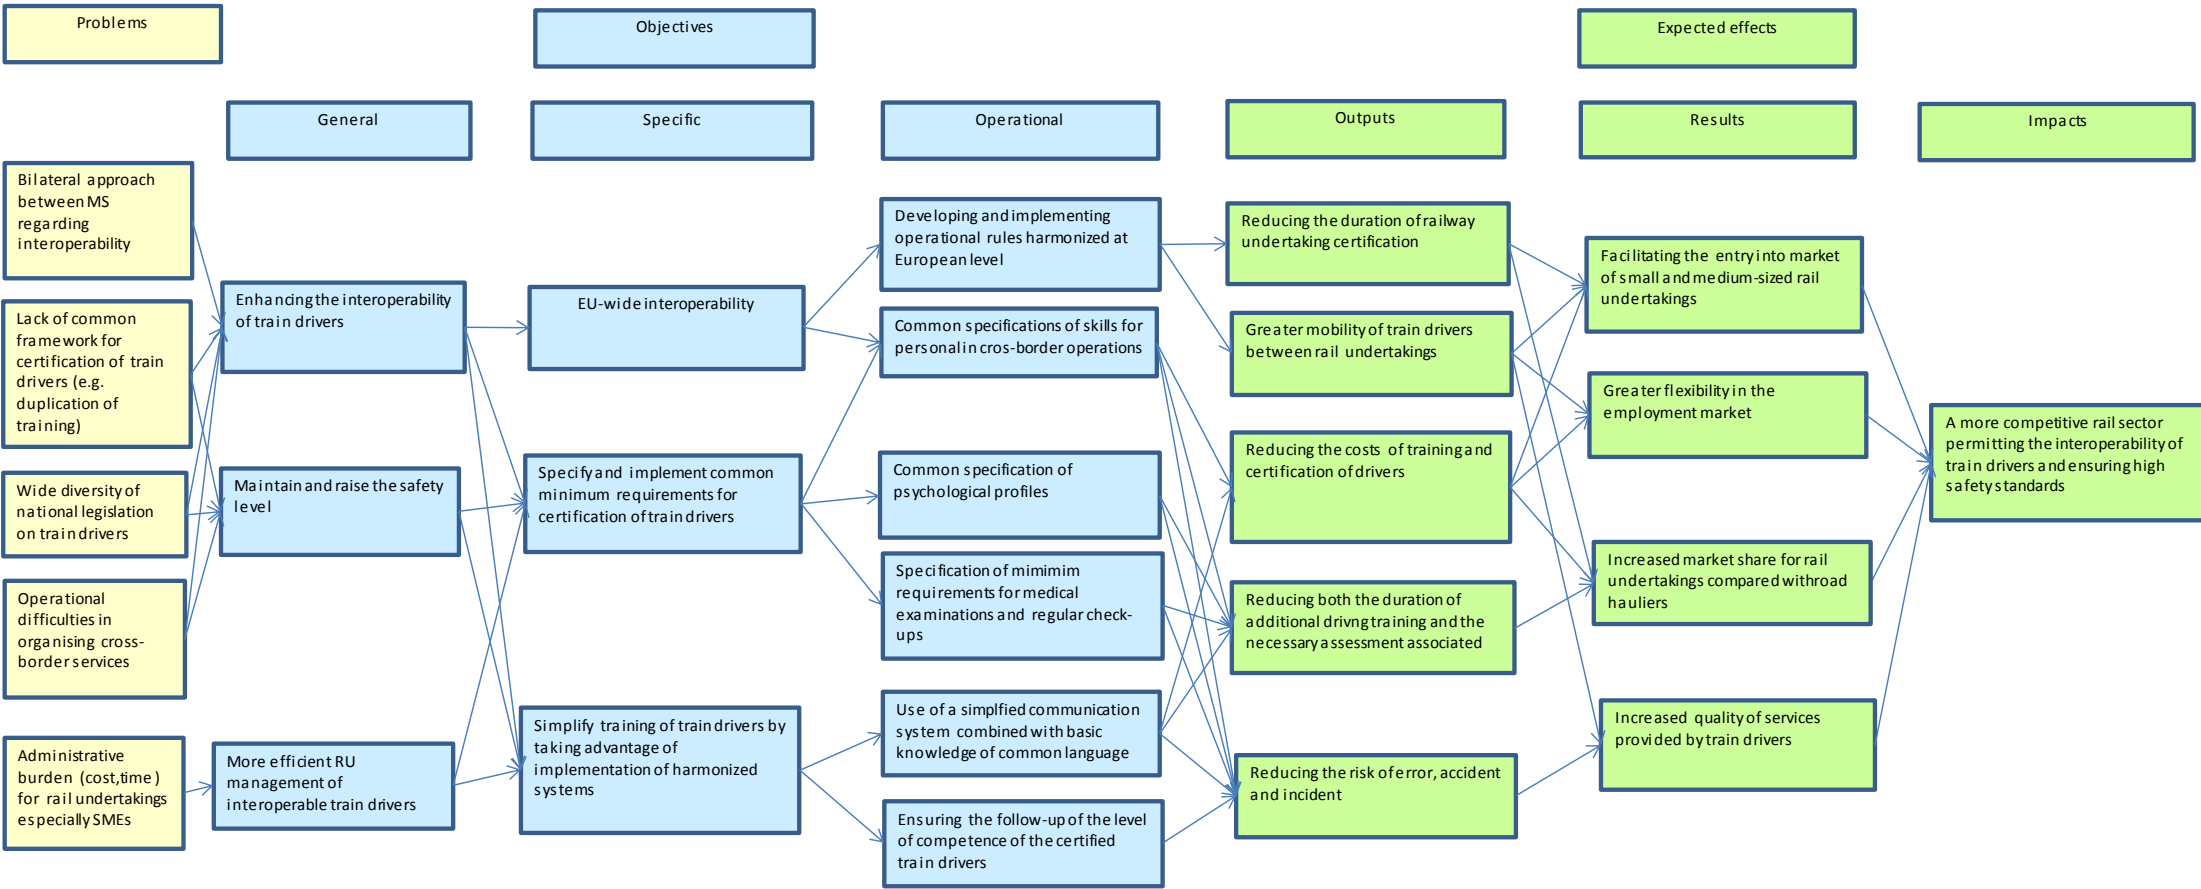 Problems
Objectives
Expected effects
General
Specific
Operational
Outputs
Results
Impacts
Bilateral approach
between MS
regarding
interoperability
Lack of common
framework for
certification of train
drivers (e.g.
duplication of
training)
Wide diversity of
national legislation
on train drivers
Operational
difficulties in
organising cross-
border services
Administrative
burden (cost,time)
for rail undertakings
especially SMEs
Enhancing the interoperability
of train drivers
Maintain and raise the safety
level
More efficient RU
management of
interoperable train drivers
EU-wide interoperability
Specify and implement common
minimum requirements for
certification of train drivers
Simplify training of train drivers by
taking advantage of
implementation of harmonized
systems
Developing and implementing
operational rules harmonized at
European level
Common specifications of skills for
personal in cros-border operations
Common specification of
psychological profiles
Specification of mimimim
requirements for medical
examinations and regular check-
ups
Use of a simplfied communication
system combined with basic
knowledge of common language
Ensuring the follow-up of the level
of competence of the certified
train drivers
Reducing the duration of railway
undertaking certification
Greater mobility of train drivers
between rail undertakings
Reducing the costs of training and
certification of drivers
Reducing both the duration of
additional drivng training and the
necessary assessment associated
Reducing the risk of error, accident
and incident
Facilitating the entry into market
of small and medium-sized rail
undertakings
Greater flexibility in the
employment market
Increased market share for rail
undertakings compared with road
hauliers
Increased quality of services
provided by train drivers
A more competitive rail sector
permitting the interoperability of
train drivers and ensuring high
safety standards